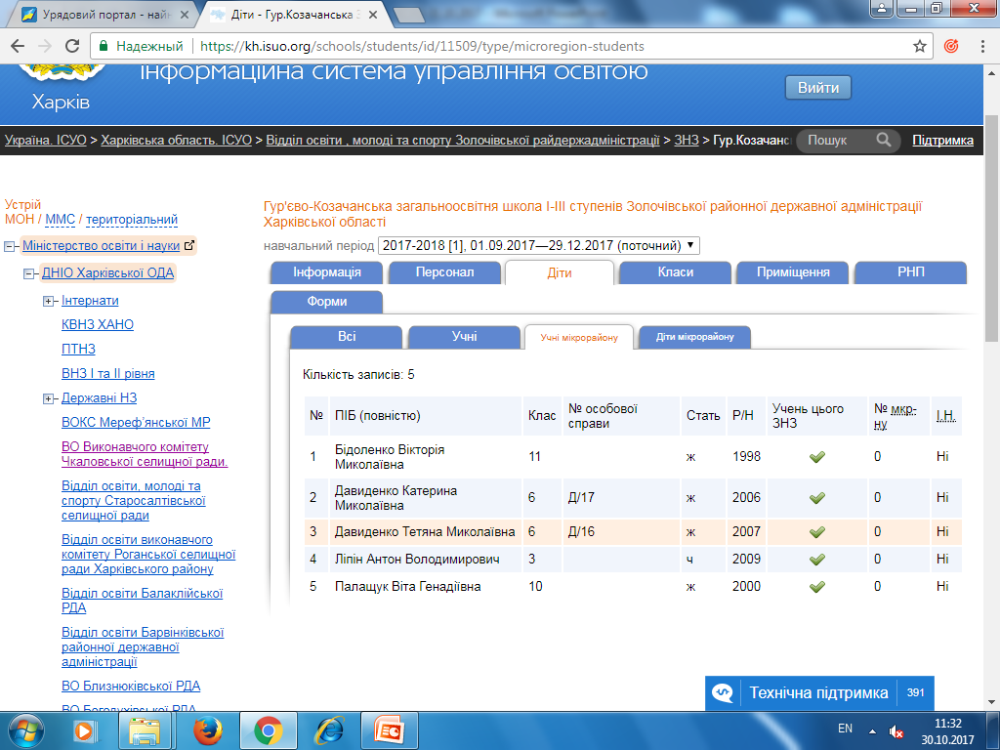 Урядовий портал - най
Діти - Гур.Козачанська З
Надежный
https://kh.isuo.org/schools/students/id/11509/type/microregion-students
інформаційна система управління освітою
Харків
Вийти
Україна. ІСУО > Харківська область. ІСУО > Відділ освіти , молоді та спорту Золочівської райдержадміністрації > ЗНЗ > Гур.Козачанс
Пошук
Підтримка
Устрій
МОН / ММС / територіальний
Міністерство освіти і науки
ДНІО Харківської ОДА
Інтернати
КВНЗ ХАНО
ПТНЗ
ВНЗ І та ІІ рівня
Державні НЗ
ВОКС Мереф'янської МР
ВО Виконавчого комітету
Чкаловської селищної ради.
Відділ освіти, молоді та
спорту Старосалтівської
селищної ради
Відділ освіти виконавчого
комітету Роганської селищної
ради Харківського району
Відділ освіти Балаклійської
РДА
Відділ освіти Барвінківської
районної державної
адміністрації
ВО Близнюківської РДА
ВО Богодухівської РДА
Гур'єво-Козачанська загальноосвітня школа І-ІІІ ступенів Золочівської районної державної адміністрації
Харківської області
навчальний період 2017-2018 [1], 01.09.2017—29.12.2017 (поточний)
Інформація Персонал Діти Класи Приміщення РНП
Форми
Всі Учні Учні мікрорайону Діти мікрорайону
Кількість записів: 5
№ ПІБ (повністю) Клас № особової справи Стать Р/Н Учень цього ЗНЗ № мкр-ну І.Н.
1 Бідоленко Вікторія Миколаївна 11 ж 1998 0 Ні
2 Давиденко Катерина Миколаївна 6 Д/17 ж 2006 0 Ні
3 Давиденко Тетяна Миколаївна 6 Д/16 ж 2007 0 Ні
4 Ліпін Антон Володимирович 3 ч 2009 0 Ні
5 Палащук Віта Генадіївна 10 ж 2000 0 Ні
Технічна підтримка 391
EN
11:32
30.10.2017